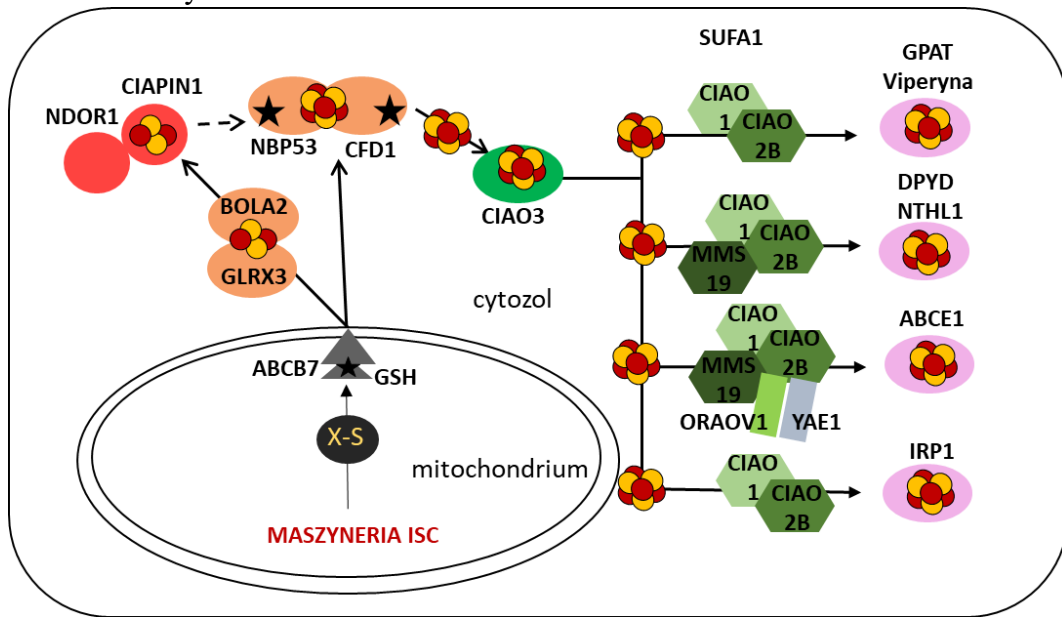 SUFA1
GPAT
Viperyna
CIAPIN1
NDOR1
NBP53
CFD1
CIAO3
BOLA2
GLRX3
cytozol
ABCB7
GSH
X-S
mitochondrium
MASZYNERIA ISC
CIAO
1
CIAO
2B
DPYD
NTHL1
CIAO
1
CIAO
2B
MMS
19
ABCE1
CIAO
1
CIAO
2B
MMS
19
ORAOV1
YAE1
IRP1
CIAO
1
CIAO
2B